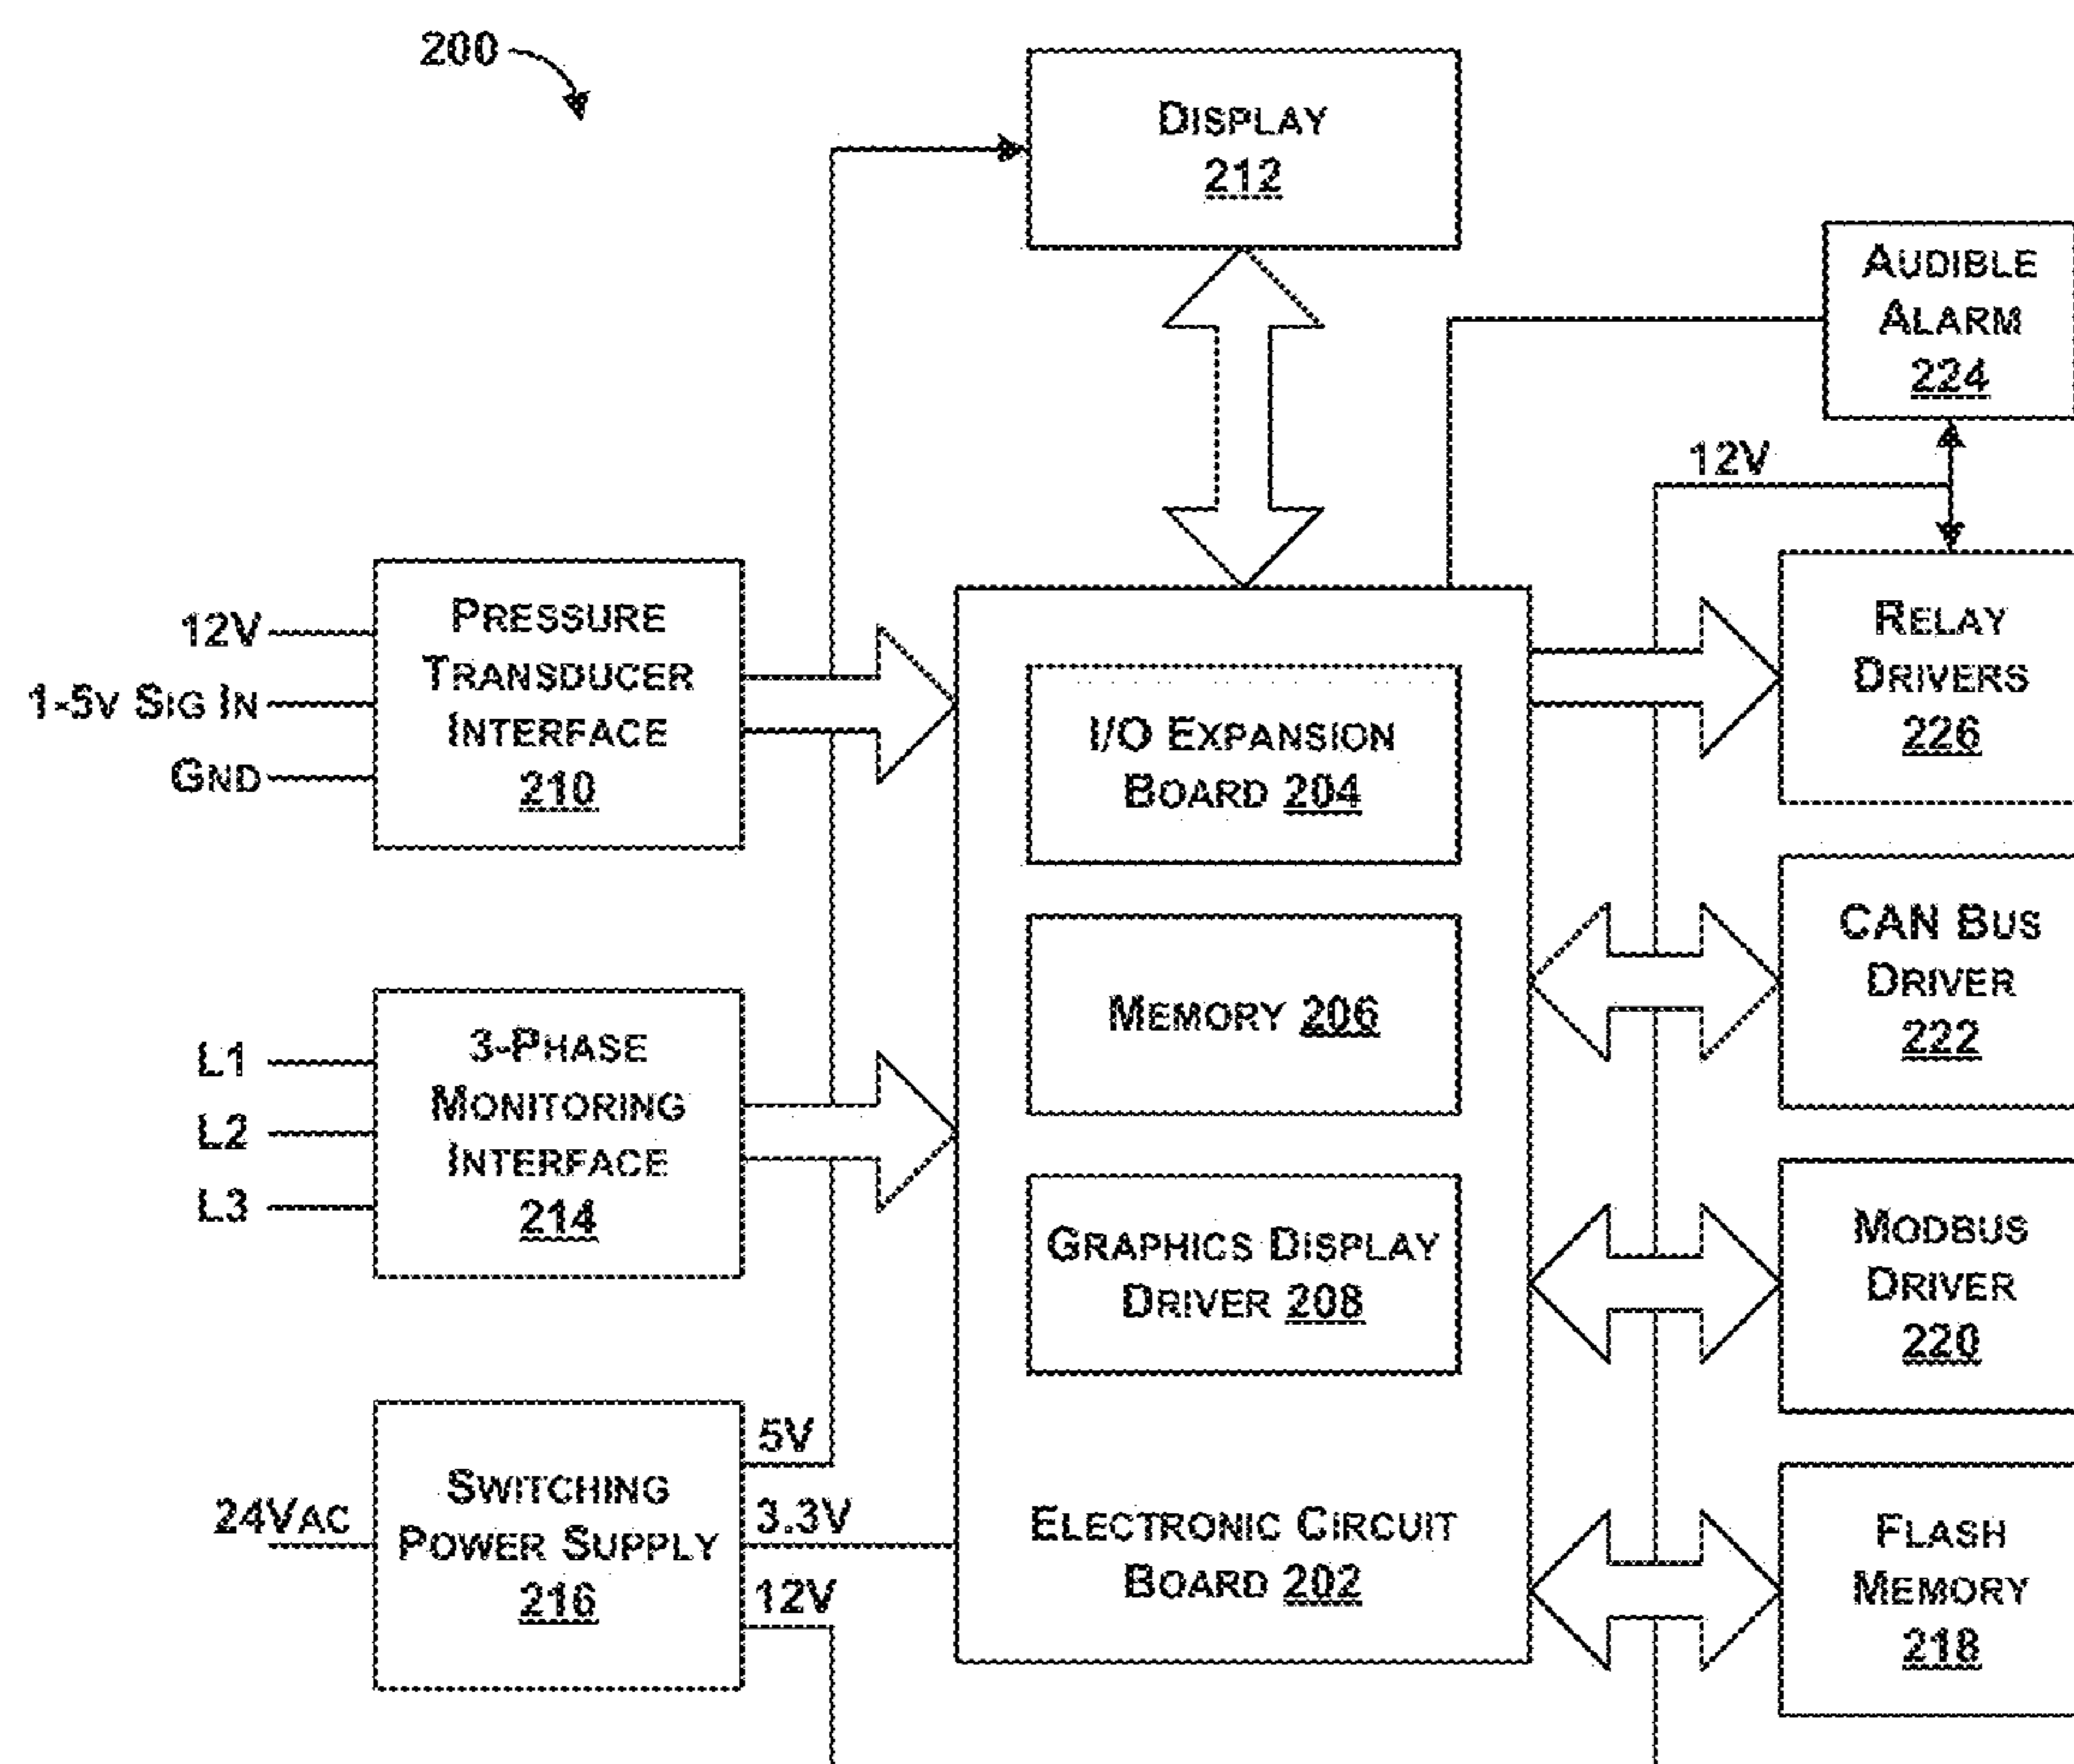 200
DISPLAY
212
AUDIBLE
ALARM
224
12V
PRESSURE
TRANSDUCER
INTERFACE
210
12V
1-5V SIG IN
GND
I/O EXPANSION
BOARD 204
RELAY
DRIVERS
226
MEMORY 206
CAN BUS
DRIVER
222
L1
L2
L3
3-PHASE
MONITORING
INTERFACE
214
GRAPHICS DISPLAY
DRIVER 208
MODBUS
DRIVER
220
24VAC
SWITCHING
POWER SUPPLY
216
5V
3.3V
12V
ELECTRONIC CIRCUIT
BOARD 202
FLASH
MEMORY
218